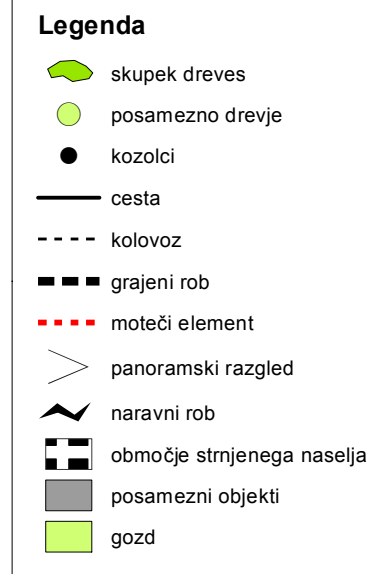 Legenda
skupek dreves
posamezno drevje
kozolci
cesta
kolovoz
grajeni rob
moteči element
panoramski razgled
naravni rob
območje strnjenega naselja
posamezni objekti
gozd